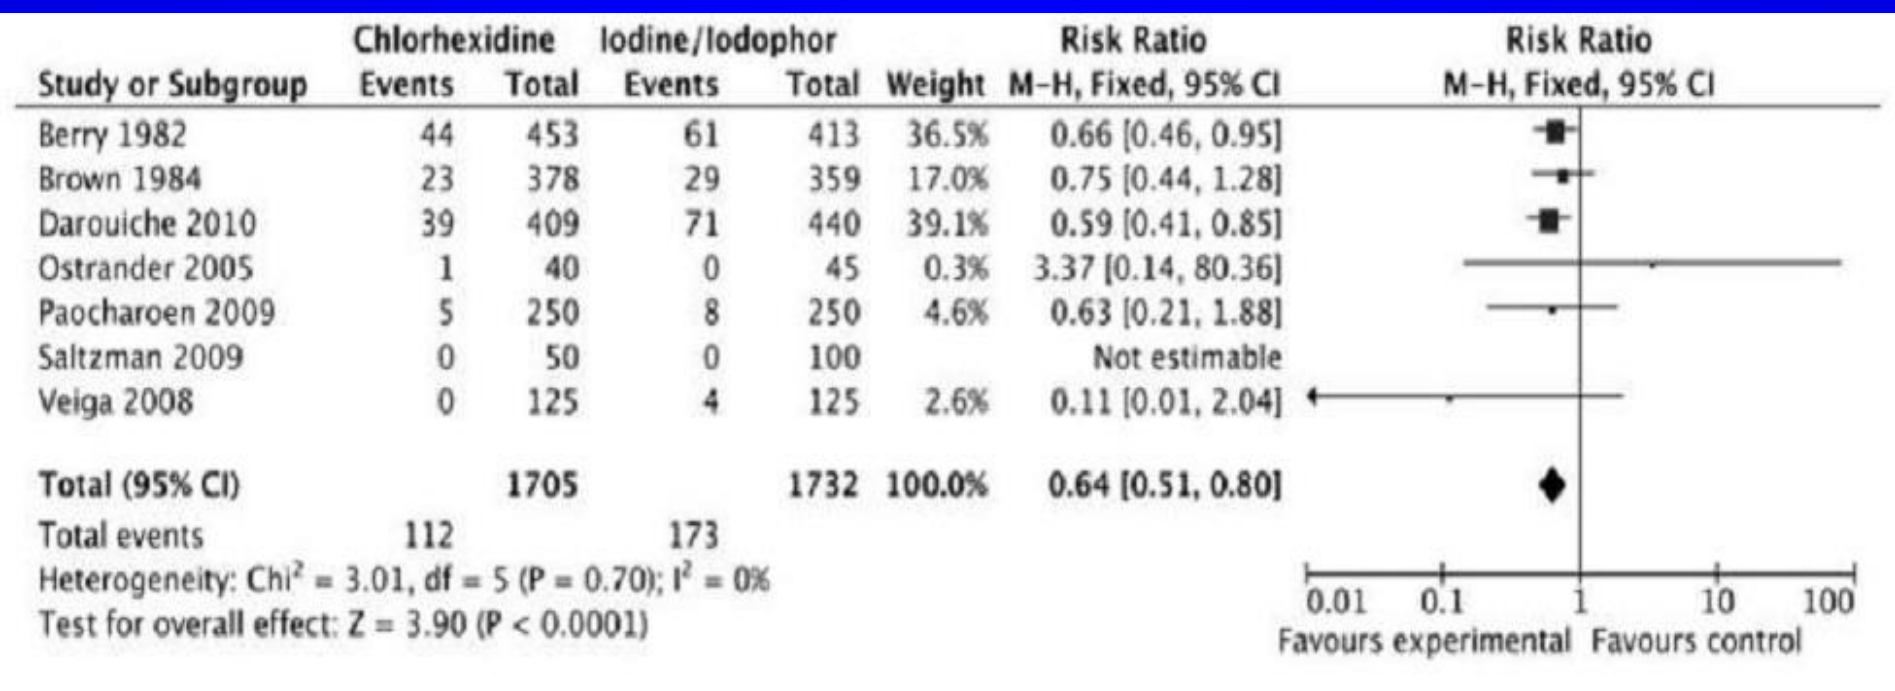 Chlorhexidine Iodine/Iodophor Risk Ratio Risk Ratio
Study or Subgroup Events Total Events Total Weight M-H, Fixed, 95% CI M-H, Fixed, 95% CI
Berry 1982 44 453 61 413 36.5% 0.66 [0.46, 0.95]
Brown 1984 23 378 29 359 17.0% 0.75 [0.44, 1.28]
Darouiche 2010 39 409 71 440 39.1% 0.59 [0.41, 0.85]
Ostrander 2005 1 40 0 45 0.3% 3.37 [0.14, 80.36]
Paocharoen 2009 5 250 8 250 4.6% 0.63 [0.21, 1.88]
Saltzman 2009 0 50 0 100 Not estimable
Veiga 2008 0 125 4 125 2.6% 0.11 [0.01, 2.04]
Total (95% CI) 1705 1732 100.0% 0.64 [0.51, 0.80]
Total events 112 173
Heterogeneity: Chi² = 3.01, df = 5 (P = 0.70); I² = 0%
Test for overall effect: Z = 3.90 (P < 0.0001)
0.01 0.1 1 10 100
Favours experimental Favours control